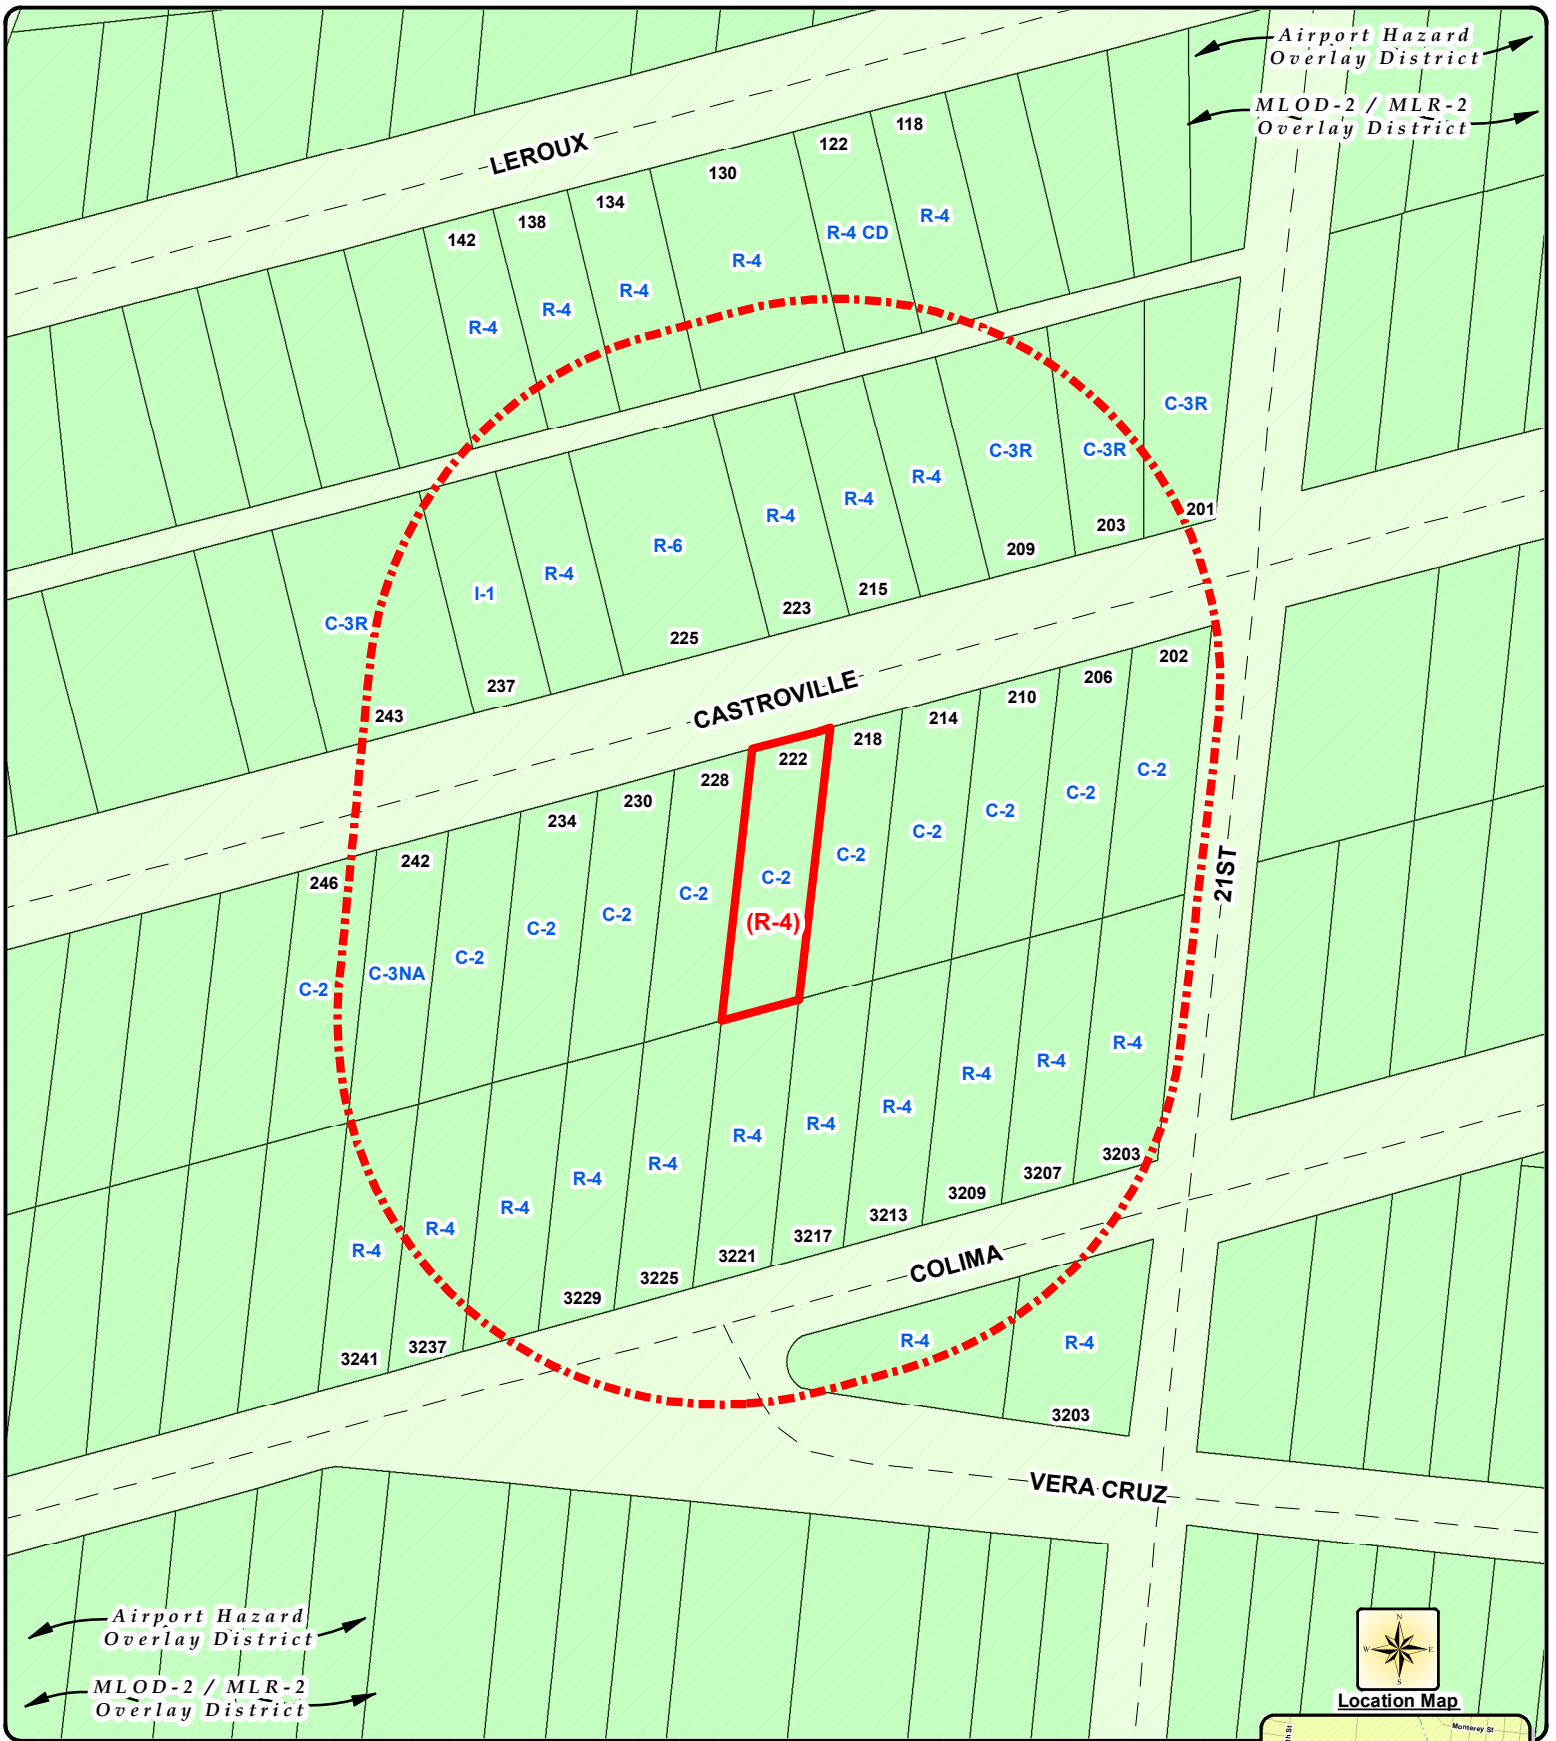 Airport Hazard
Overlay District
MLOD-2 / MLR-2
Overlay District
LEROUX
118
122
130
134
138
142
R-4
R-4 CD
R-4
R-4
R-4
R-4
C-3R
C-3R
C-3R
R-4
R-4
R-4
R-6
R-4
I-1
C-3R
201
203
209
215
223
225
237
243
CASTROVILLE
202
206
210
214
218
222
228
230
234
242
246
C-2
C-2
C-2
C-2
C-2
C-2
(R-4)
C-2
C-2
C-2
C-2
C-3NA
C-2
21ST
R-4
R-4
R-4
R-4
R-4
R-4
R-4
R-4
R-4
R-4
R-4
3203
3207
3209
3213
3217
3221
3225
3229
3237
3241
COLIMA
R-4
R-4
3203
VERA CRUZ
Airport Hazard
Overlay District
MLOD-2 / MLR-2
Overlay District
N
W
E
S
Location Map
th St
Monterey St